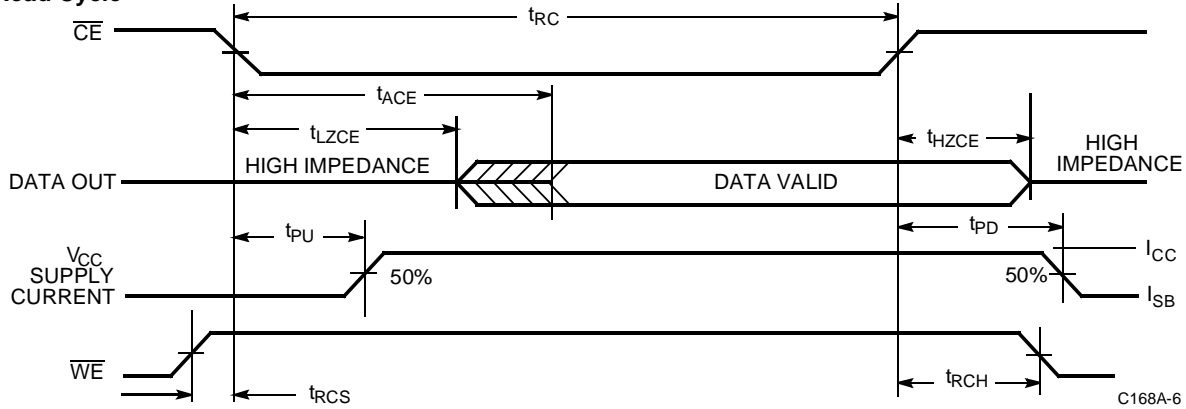 Read Cycle
tRC
CE
tACE
tLZCE
tHZCE
HIGH IMPEDANCE
HIGH
IMPEDANCE
DATA OUT
DATA VALID
tPU
tPD
VCC
SUPPLY
CURRENT
50%
50%
ICC
ISB
WE
tRCS
tRCH
C168A-6